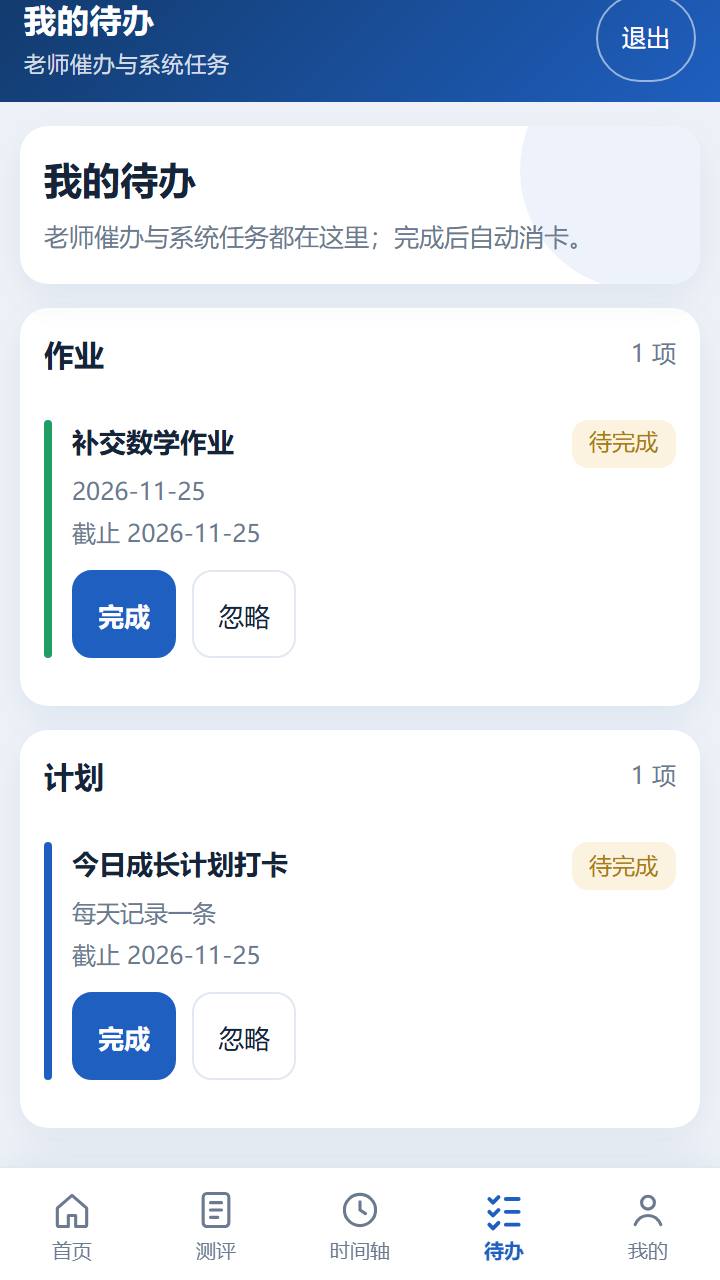 我的待办
老师催办与系统任务
退出
我的待办
老师催办与系统任务都在这里；完成后自动消卡。
作业
1 项
补交数学作业
待完成
2026-11-25
截止 2026-11-25
完成
忽略
计划
1 项
今日成长计划打卡
待完成
每天记录一条
截止 2026-11-25
完成
忽略
首页
测评
时间轴
待办
我的